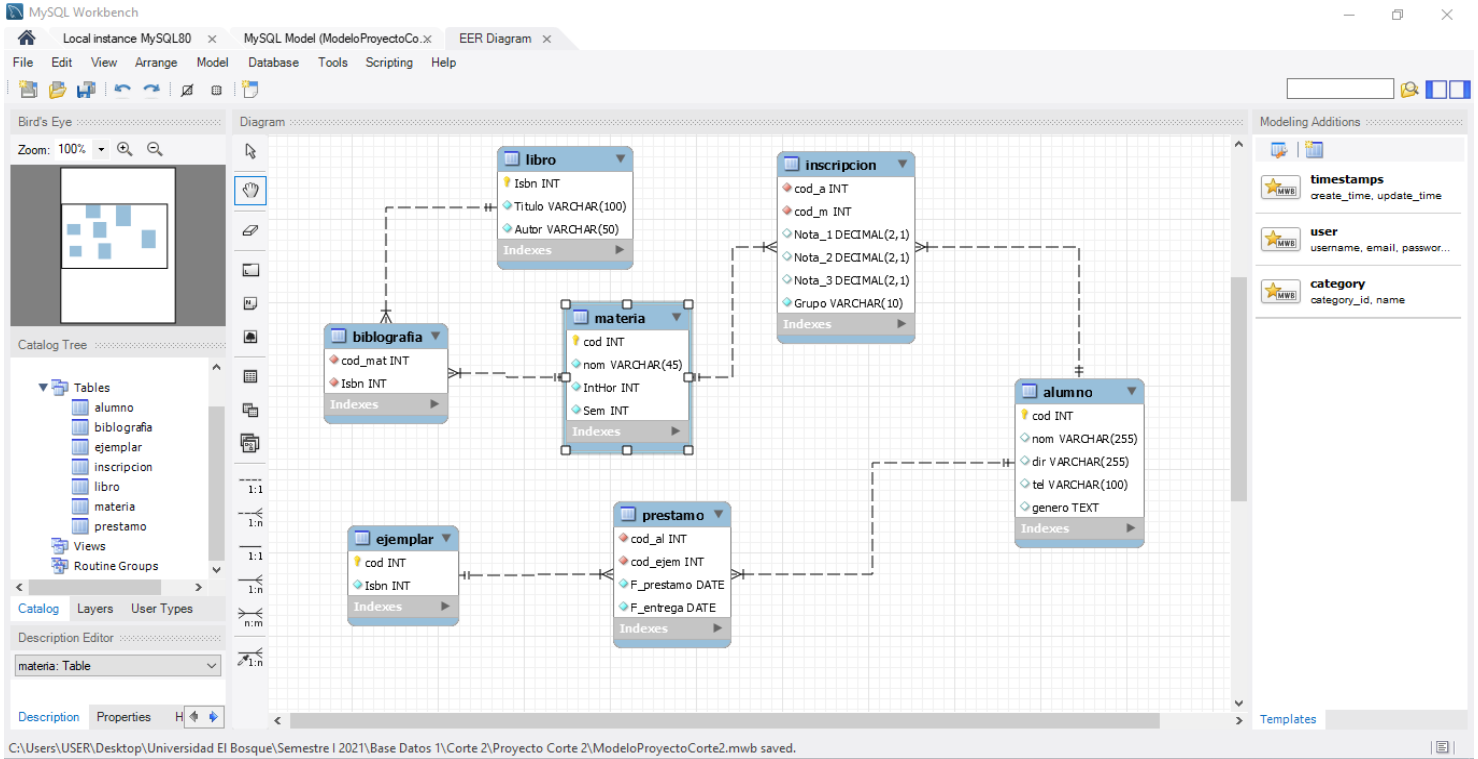 MySQL Workbench
Local instance MySQL80 × MySQL Model (ModeloProyectoCo.× EER Diagram ×
File Edit View Arrange Model Database Tools Scripting Help
Bird's Eye
Zoom: 100%
Catalog Tree
Tables
alumno
biblografia
ejemplar
inscripcion
libro
materia
prestamo
Views
Routine Groups
Catalog Layers User Types
Description Editor
materia: Table
Description Properties H
Diagram
1:1
1:n
1:1
1:n
n:m
1:n
libro
Isbn INT
Titulo VARCHAR(100)
Autor VARCHAR(50)
Indexes
inscripcion
cod_a INT
cod_m INT
Nota_1 DECIMAL(2,1)
Nota_2 DECIMAL(2,1)
Nota_3 DECIMAL(2,1)
Grupo VARCHAR(10)
Indexes
biblografia
cod_mat INT
Isbn INT
Indexes
materia
cod INT
nom VARCHAR(45)
IntHor INT
Sem INT
Indexes
alumno
cod INT
nom VARCHAR(255)
dir VARCHAR(255)
tel VARCHAR(100)
genero TEXT
Indexes
ejemplar
cod INT
Isbn INT
Indexes
prestamo
cod_al INT
cod_ejem INT
F_prestamo DATE
F_entrega DATE
Indexes
Modeling Additions
MWB
timestamps
create_time, update_time
MWB
user
username, email, passwor...
MWB
category
category_id, name
Templates
C:\Users\USER\Desktop\Universidad El Bosque\Semestre I 2021\Base Datos 1\Corte 2\Proyecto Corte 2\ModeloProyectoCorte2.mwb saved.